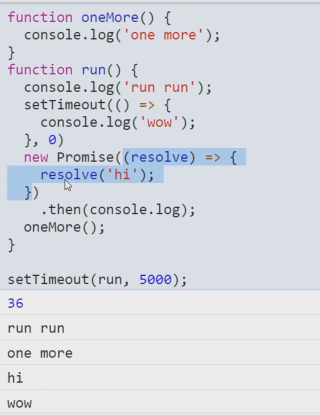 function oneMore() {
  console.log('one more');
}
function run() {
  console.log('run run');
  setTimeout(() => {
    console.log('wow');
  }, 0)
  new Promise((resolve) => {
    resolve('hi');
  })
    .then(console.log);
  oneMore();
}

setTimeout(run, 5000);
36
run run
one more
hi
wow